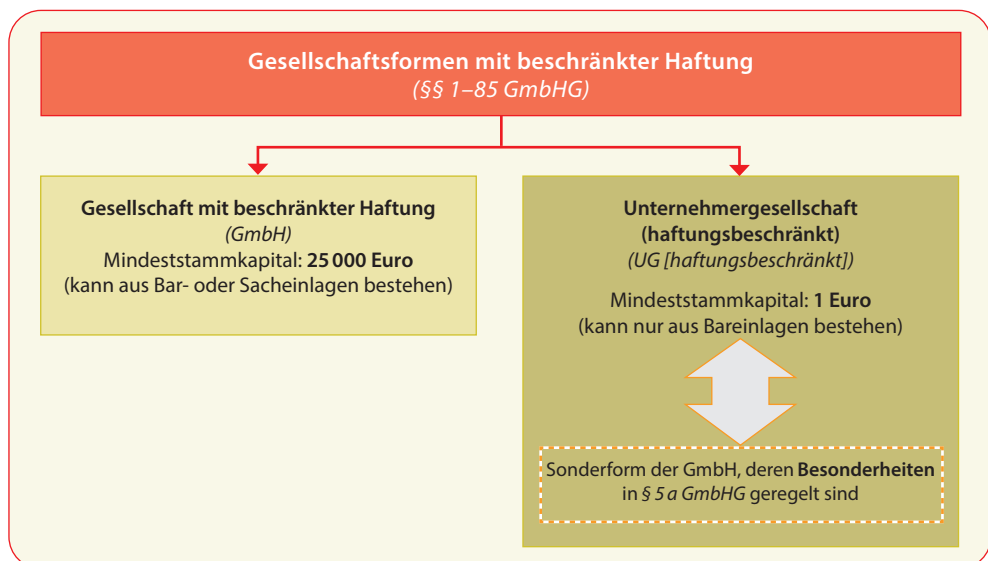 Gesellschaftsformen mit beschränkter Haftung
(§§ 1–85 GmbHG)
Gesellschaft mit beschränkter Haftung
(GmbH)
Mindeststammkapital: 25 000 Euro
(kann aus Bar- oder Sacheinlagen bestehen)
Unternehmergesellschaft
(haftungsbeschränkt)
(UG [haftungsbeschränkt])
Mindeststammkapital: 1 Euro
(kann nur aus Bareinlagen bestehen)
Sonderform der GmbH, deren Besonderheiten
in § 5 a GmbHG geregelt sind